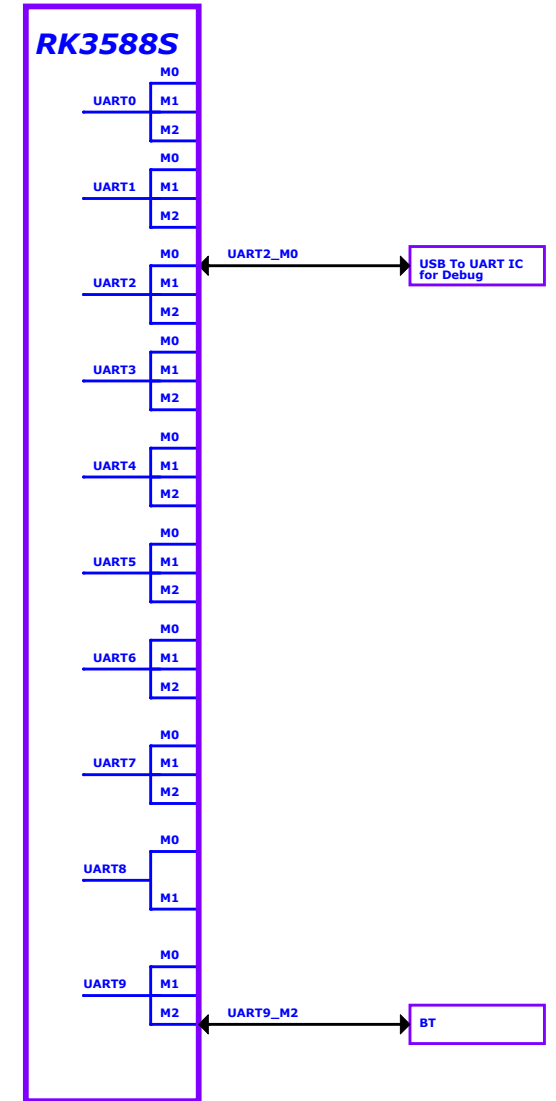 RK3588S
M0
UART0
M1
M2
M0
UART1
M1
M2
M0
UART2_M0
USB To UART IC
for Debug
UART2
M1
M2
M0
UART3
M1
M2
M0
UART4
M1
M2
M0
UART5
M1
M2
M0
UART6
M1
M2
M0
UART7
M1
M2
M0
UART8
M1
M0
UART9
M1
M2
UART9_M2
BT